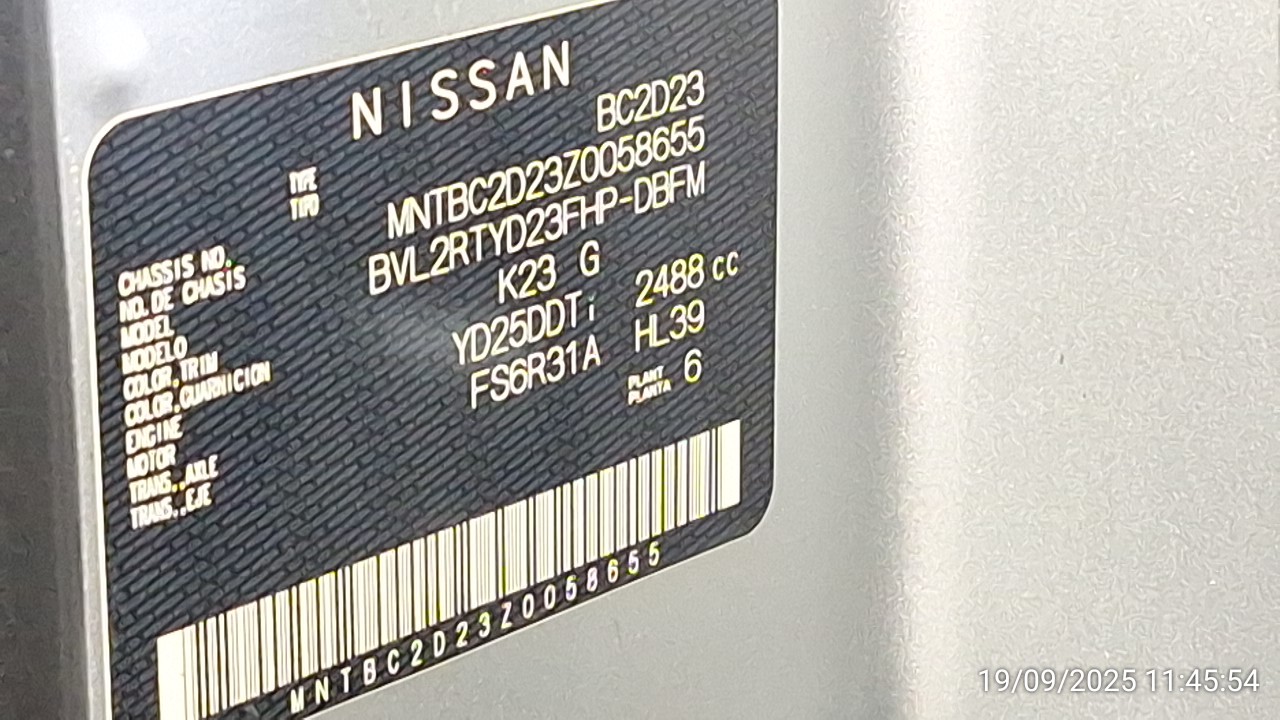 NISSAN
TYPE BC2D23
TIPO
CHASSIS NO. MNTBC2D23Z0058655
NO. DE CHASIS
MODEL BVL2RTYD23FHP-DBFM
MODELO
COLOR,TRIM K23 G
COLOR,GUARNICION
ENGINE YD25DDTi 2488 cc
MOTOR
TRANS.,AXLE FS6R31A HL39
TRANS.,EJE
PLANT 6
PLANTA
MNTBC2D23Z0058655
19/09/2025 11:45:54